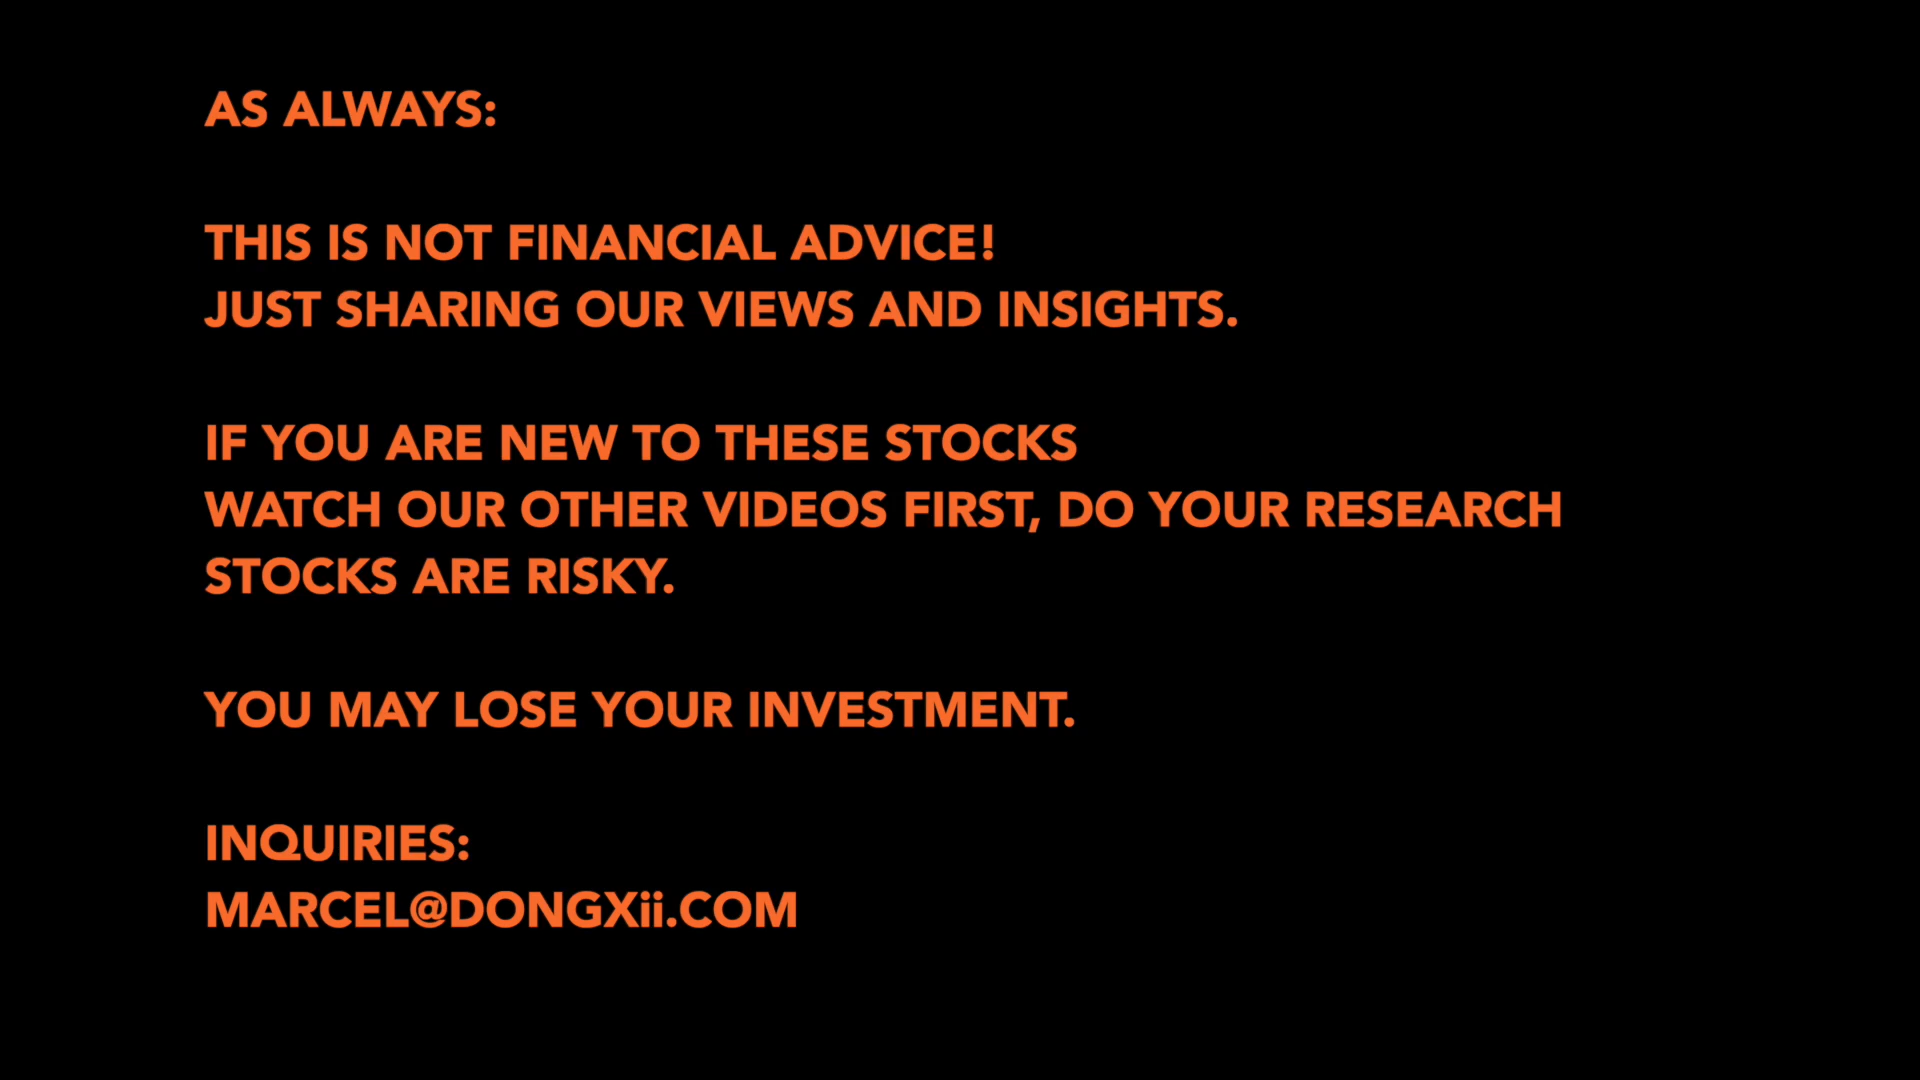 AS ALWAYS:
THIS IS NOT FINANCIAL ADVICE!
JUST SHARING OUR VIEWS AND INSIGHTS.
IF YOU ARE NEW TO THESE STOCKS
WATCH OUR OTHER VIDEOS FIRST, DO YOUR RESEARCH
STOCKS ARE RISKY.
YOU MAY LOSE YOUR INVESTMENT.
INQUIRIES:
MARCEL@DONGXii.COM